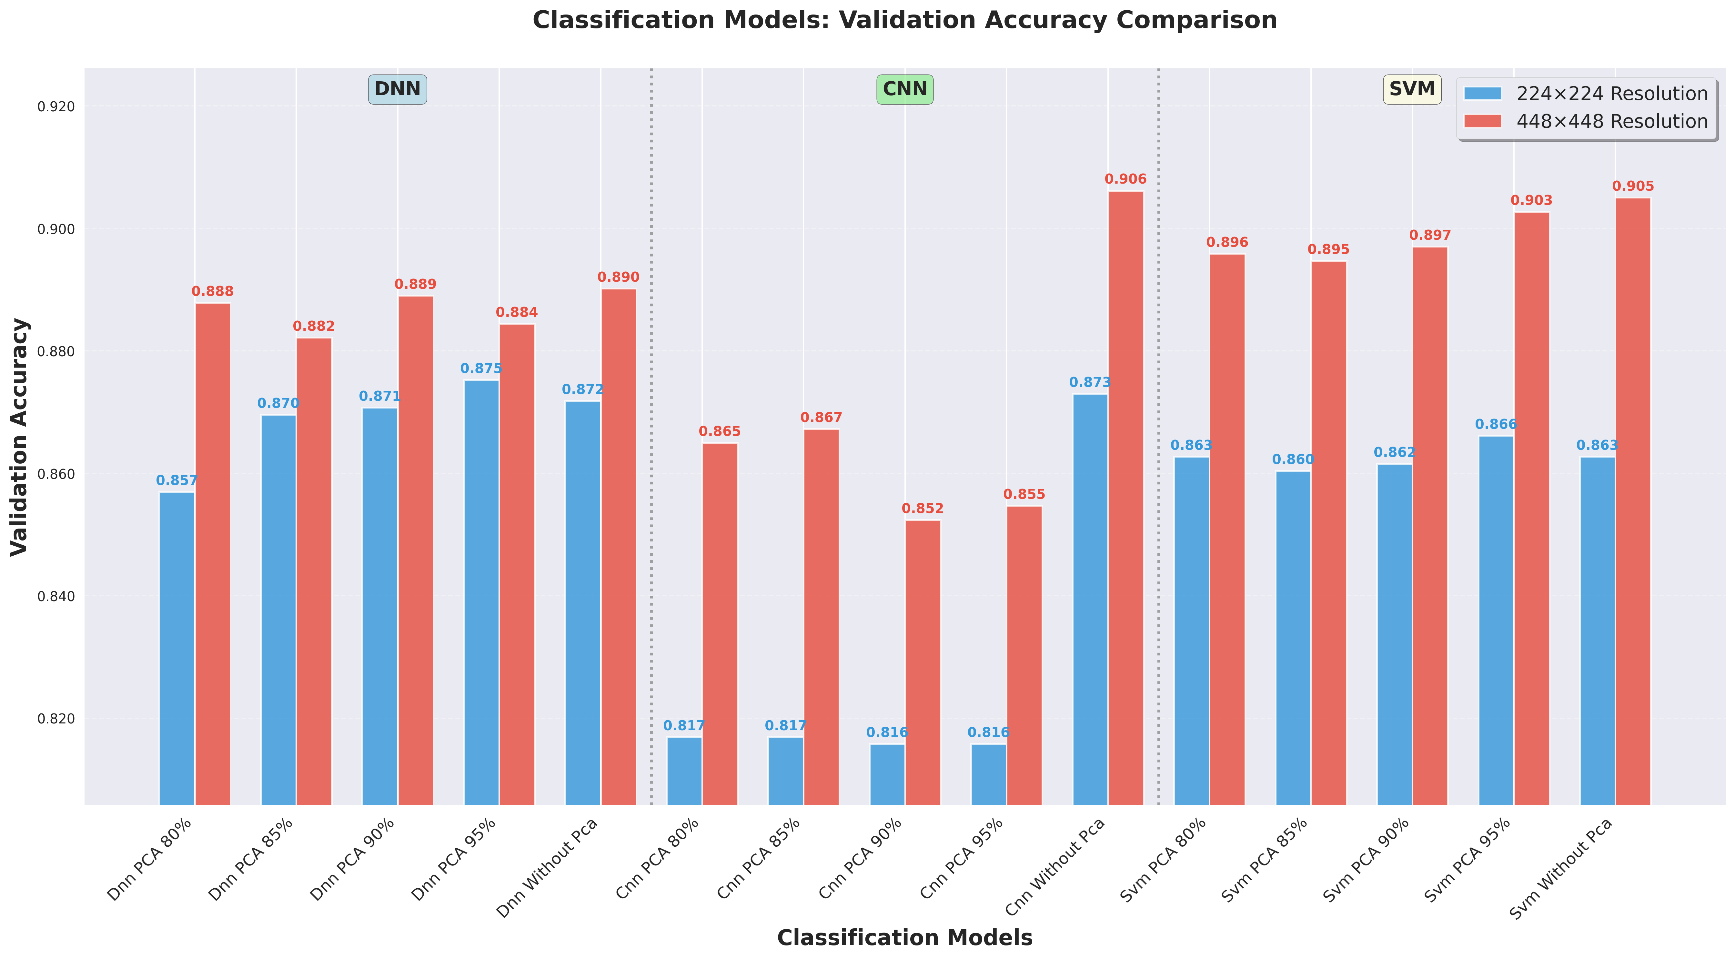 Classification Models: Validation Accuracy Comparison
DNN
CNN
SVM
224×224 Resolution
448×448 Resolution
Validation Accuracy
0.920
0.900
0.880
0.860
0.840
0.820
0.857
0.888
0.870
0.882
0.871
0.889
0.875
0.884
0.872
0.890
0.817
0.865
0.817
0.867
0.816
0.852
0.816
0.855
0.873
0.906
0.863
0.896
0.860
0.895
0.862
0.897
0.866
0.903
0.863
0.905
Dnn PCA 80%
Dnn PCA 85%
Dnn PCA 90%
Dnn PCA 95%
Dnn Without Pca
Cnn PCA 80%
Cnn PCA 85%
Cnn PCA 90%
Cnn PCA 95%
Cnn Without Pca
Svm PCA 80%
Svm PCA 85%
Svm PCA 90%
Svm PCA 95%
Svm Without Pca
Classification Models